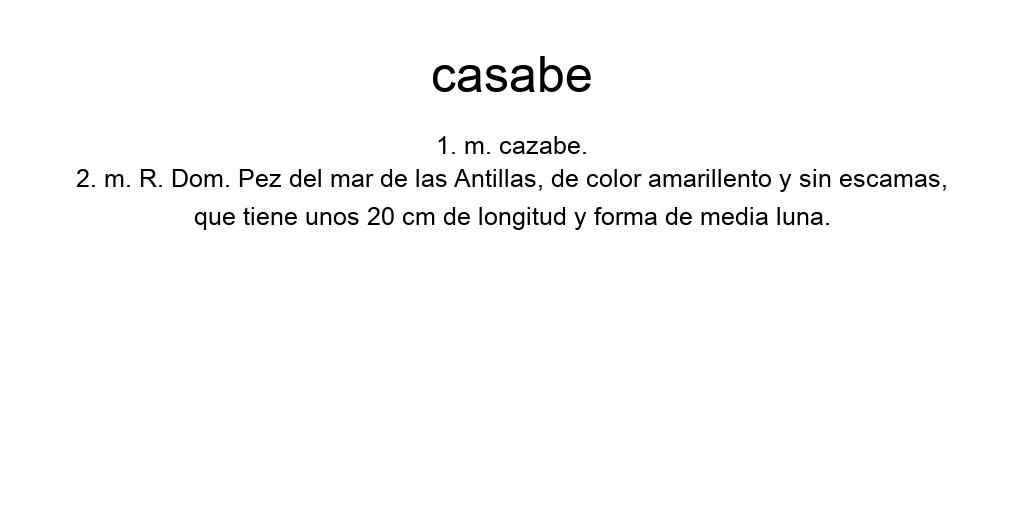 casabe
1. m. cazabe.
2. m. R. Dom. Pez del mar de las Antillas, de color amarillento y sin escamas,
que tiene unos 20 cm de longitud y forma de media luna.